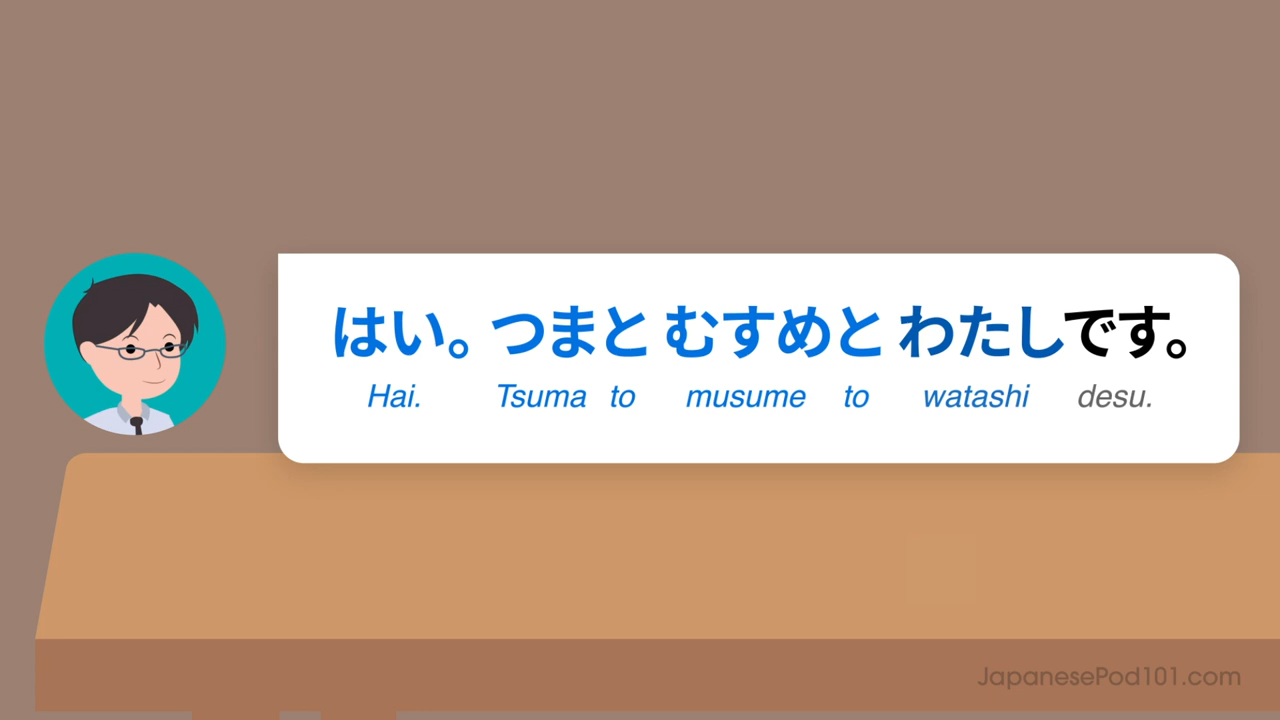 はい。つまと むすめと わたしです。
Hai. Tsuma to musume to watashi desu.
JapanesePod101.com